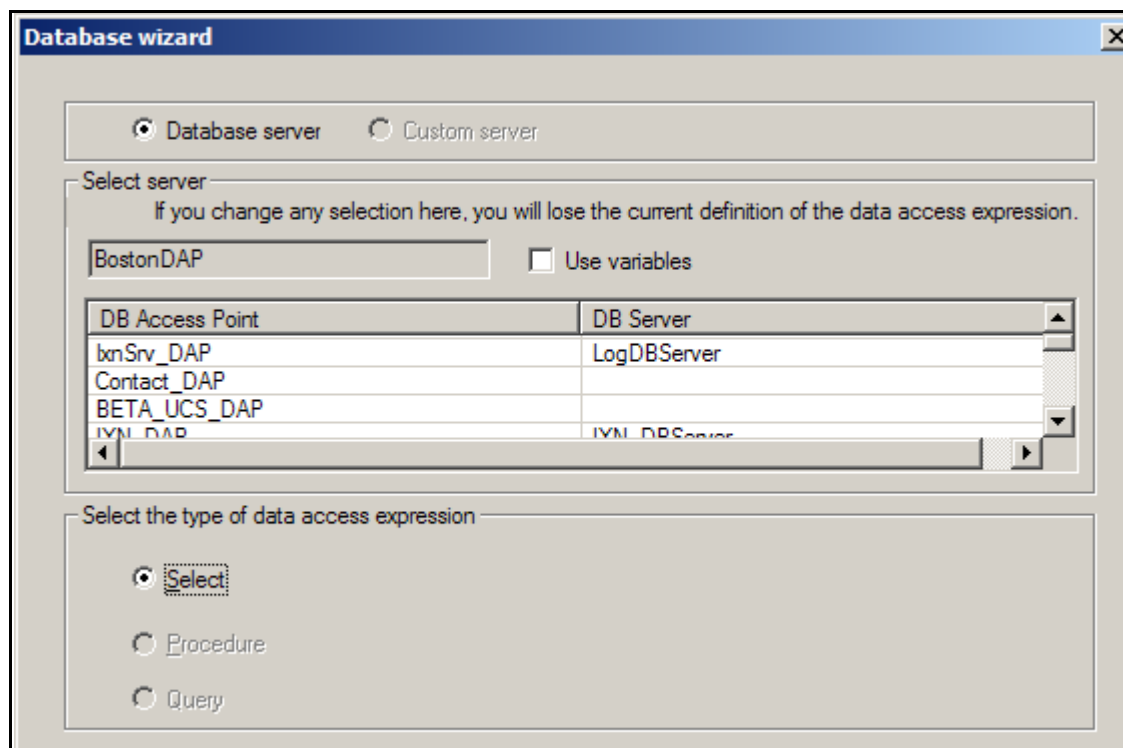 Database wizard
Database server Custom server
Select server
If you change any selection here, you will lose the current definition of the data access expression.
BostonDAP Use variables
DB Access Point DB Server
IxnSrv_DAP LogDBServer
Contact_DAP
BETA_UCS_DAP
IXN_DAP IXN_DBServer
Select the type of data access expression
Select
Procedure
Query